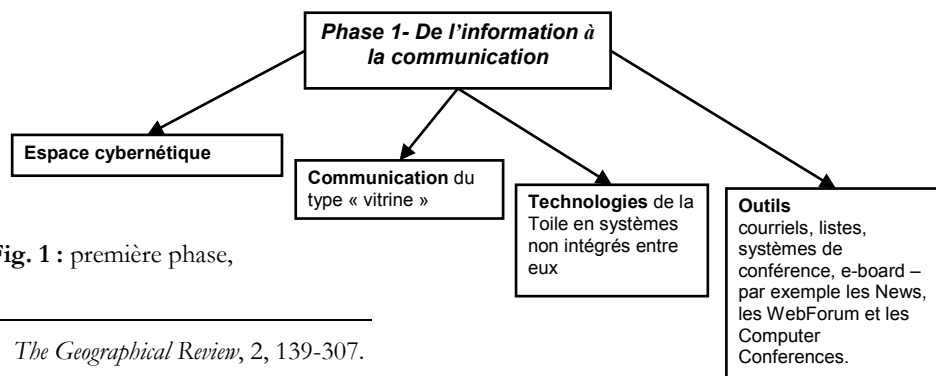 Phase 1- De l’information à
la communication
Espace cybernétique
Communication du
type « vitrine »
Technologies de la
Toile en systèmes
non intégrés entre
eux
Outils
courriels, listes,
systèmes de
conférence, e-board –
par exemple les News,
les WebForum et les
Computer
Conferences.
Fig. 1 : première phase,
The Geographical Review, 2, 139-307.